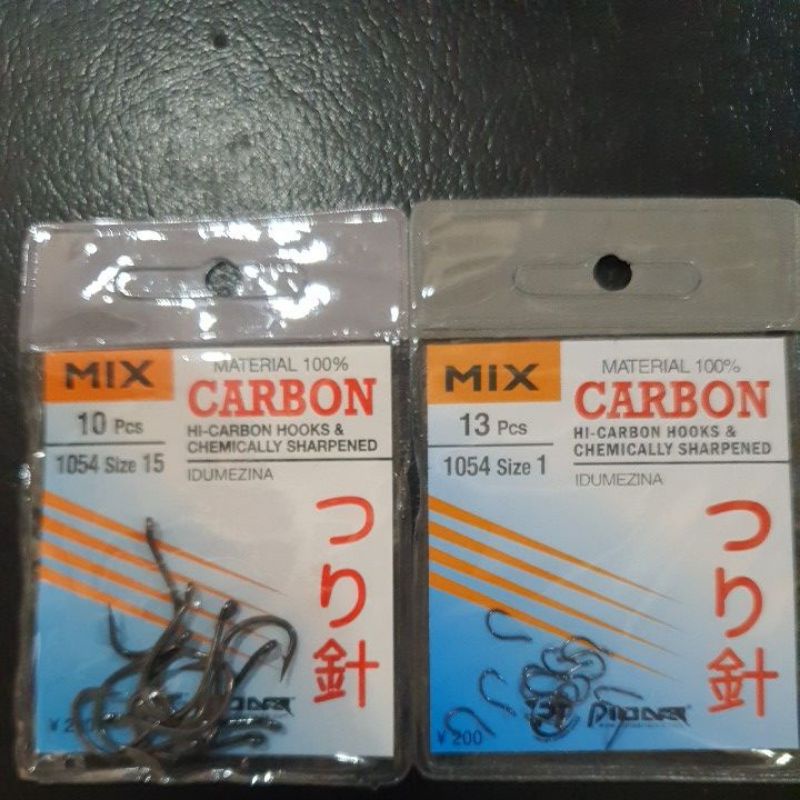 MIX
10 Pcs
1054 Size 15
MATERIAL 100%
CARBON
HI-CARBON HOOKS &
CHEMICALLY SHARPENED
IDUMEZINA
つり針
MIX
13 Pcs
1054 Size 1
MATERIAL 100%
CARBON
HI-CARBON HOOKS &
CHEMICALLY SHARPENED
IDUMEZINA
つり針
¥ 200